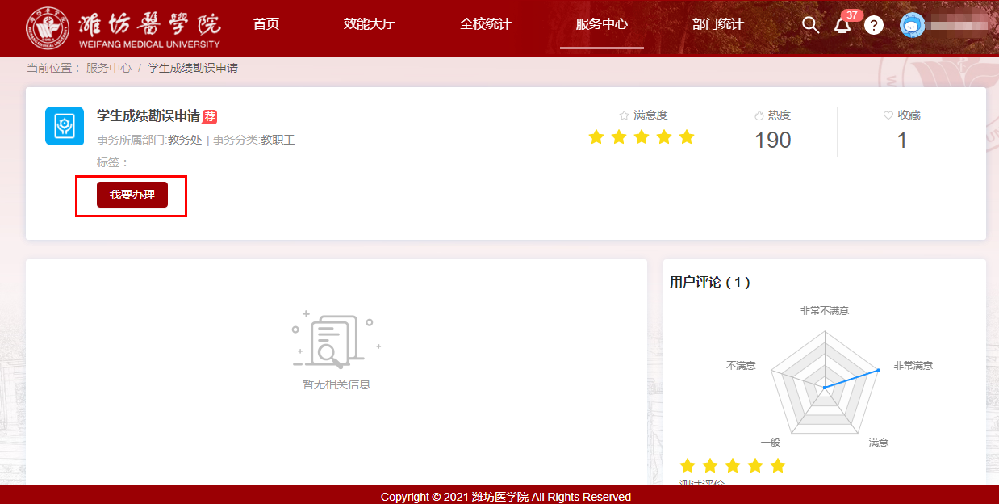 濰坊醫學院
WEIFANG MEDICAL UNIVERSITY
首页 效能大厅 全校统计 服务中心 部门统计 37 ?
当前位置： 服务中心 / 学生成绩勘误申请
学生成绩勘误申请 荐
事务所属部门:教务处 | 事务分类:教职工
标签：
我要办理
满意度
热度
190
收藏
1
暂无相关信息
用户评论 ( 1 )
非常不满意
不满意
非常满意
一般
满意
测试评价
Copyright © 2021 潍坊医学院 All Rights Reserved